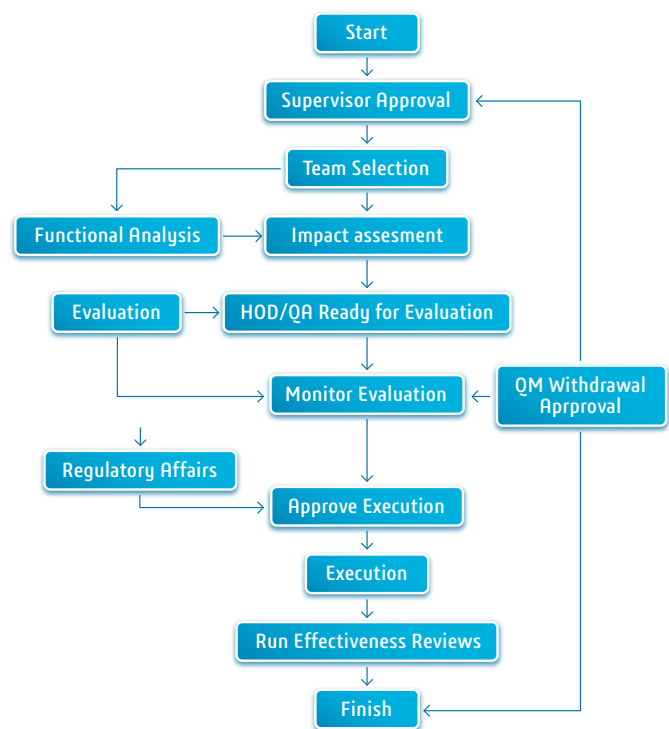 Start
Supervisor Approval
Team Selection
Functional Analysis
Impact assesment
Evaluation
HOD/QA Ready for Evaluation
Monitor Evaluation
QM Withdrawal
Aprproval
Regulatory Affairs
Approve Execution
Execution
Run Effectiveness Reviews
Finish